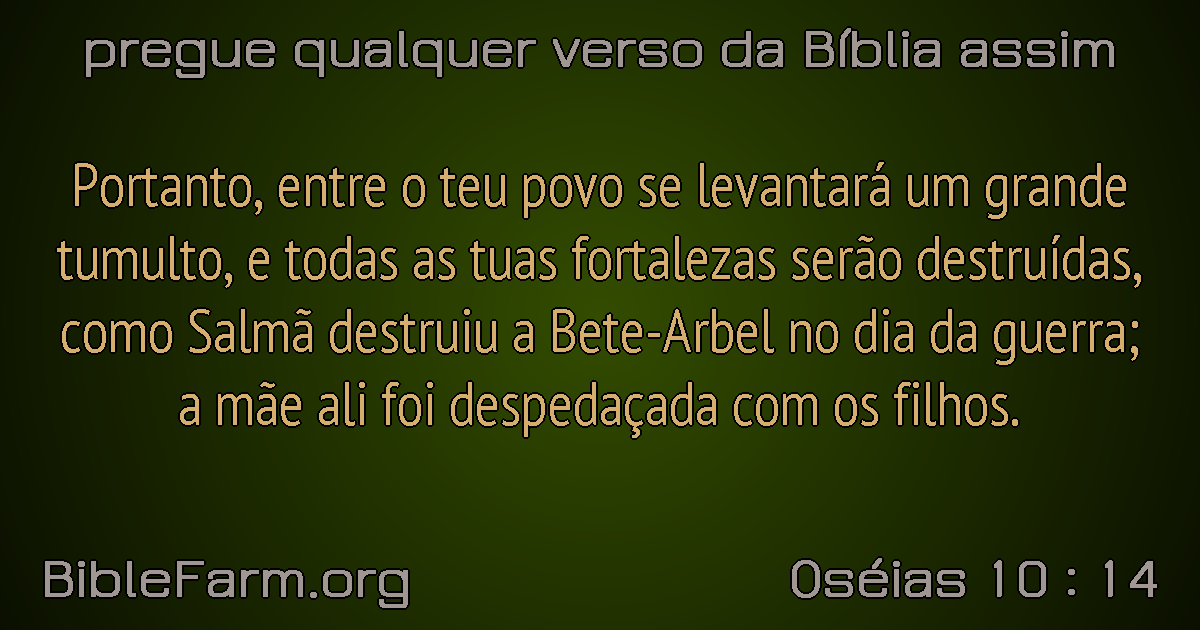 pregue qualquer verso da Bíblia assim
Portanto, entre o teu povo se levantará um grande
tumulto, e todas as tuas fortalezas serão destruídas,
como Salmã destruiu a Bete-Arbel no dia da guerra;
a mãe ali foi despedaçada com os filhos.
BibleFarm.org
Oséias 10 : 14